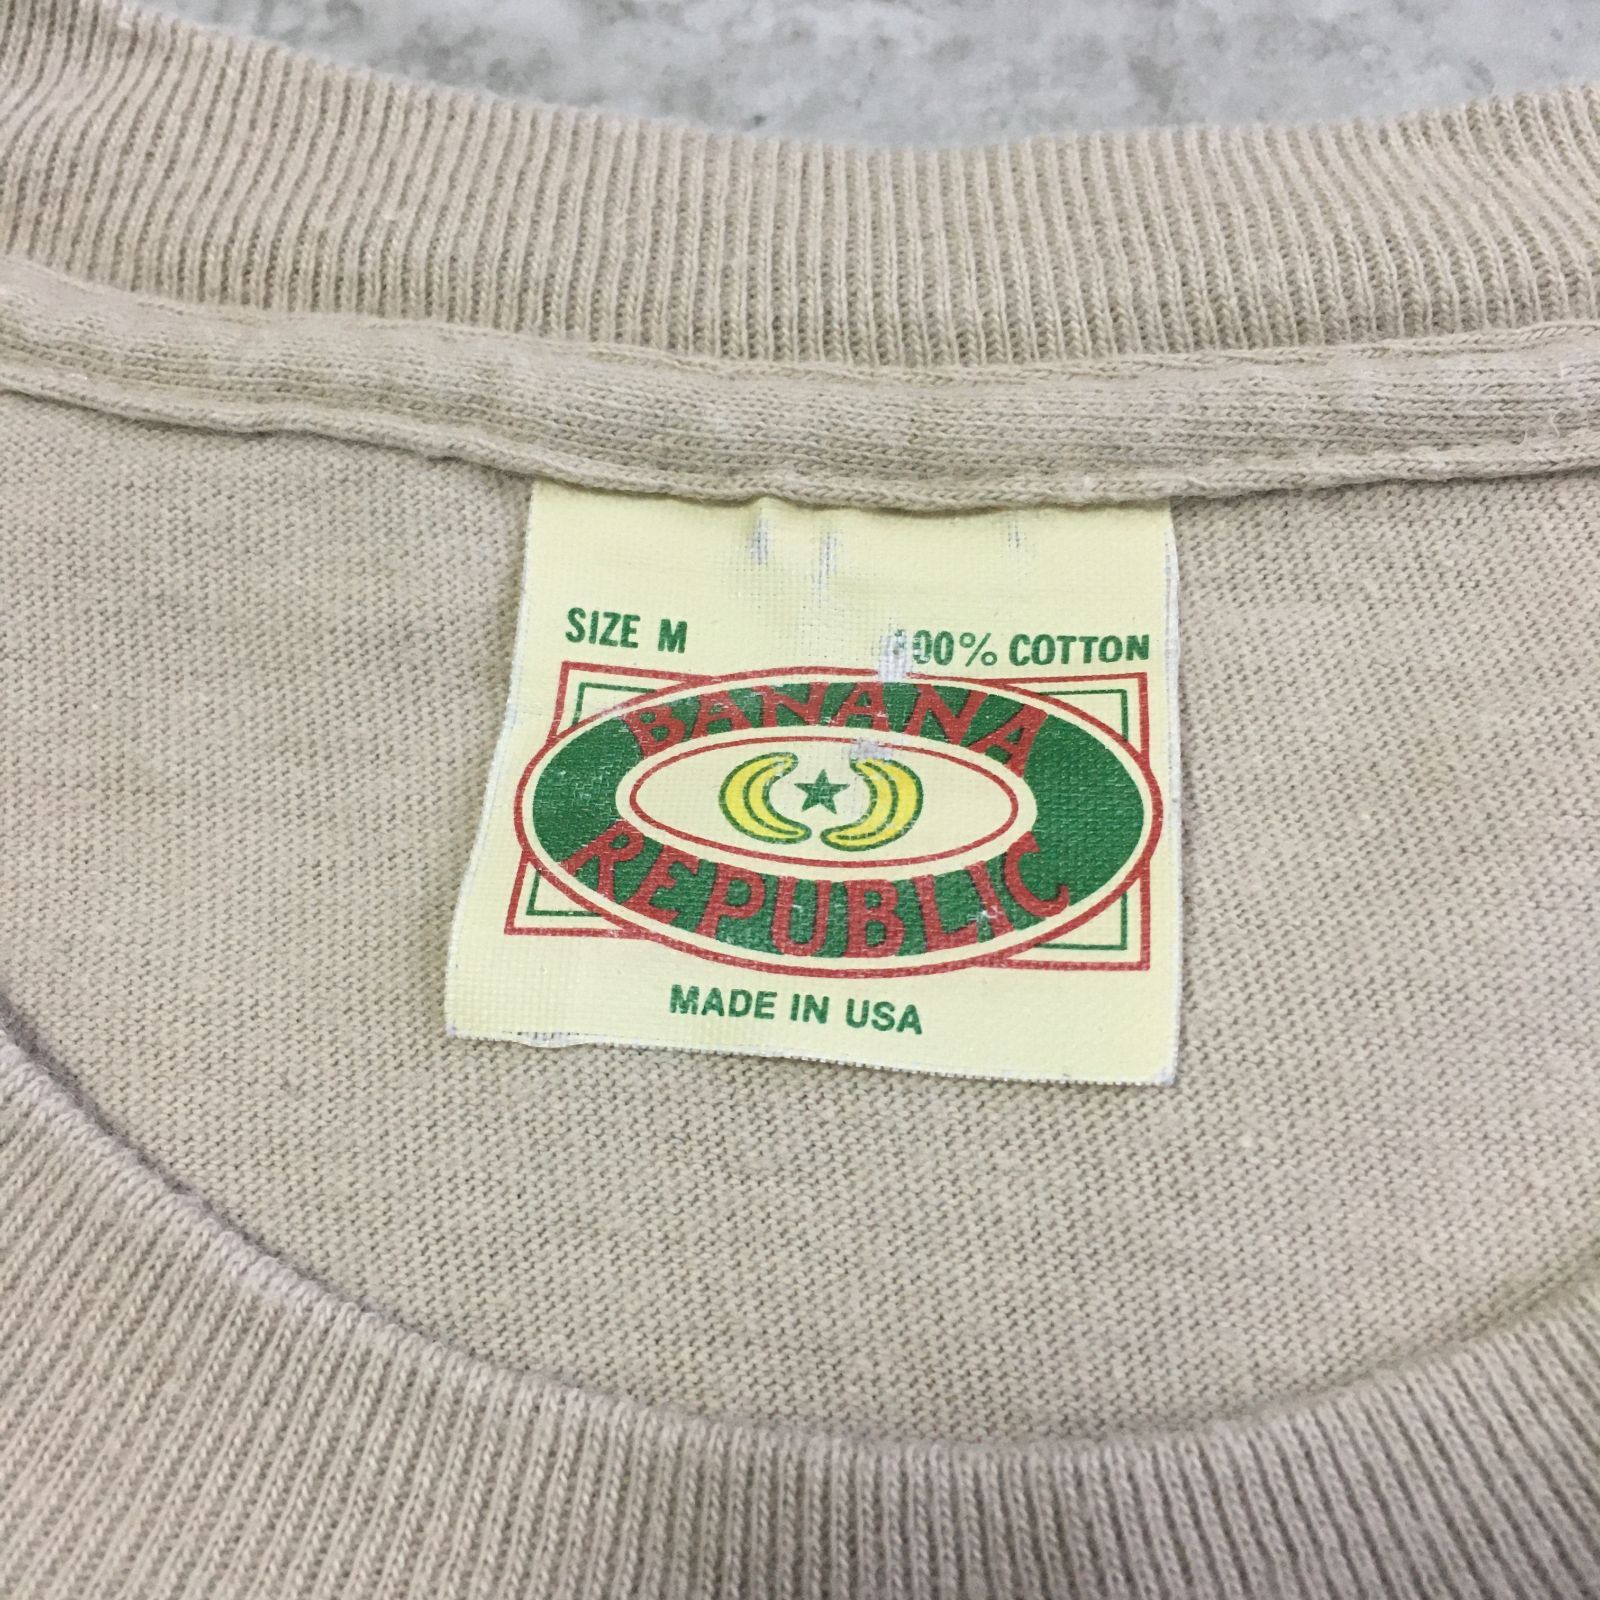 SIZE M 100% COTTON
BANANA
REPUBLIC
MADE IN USA